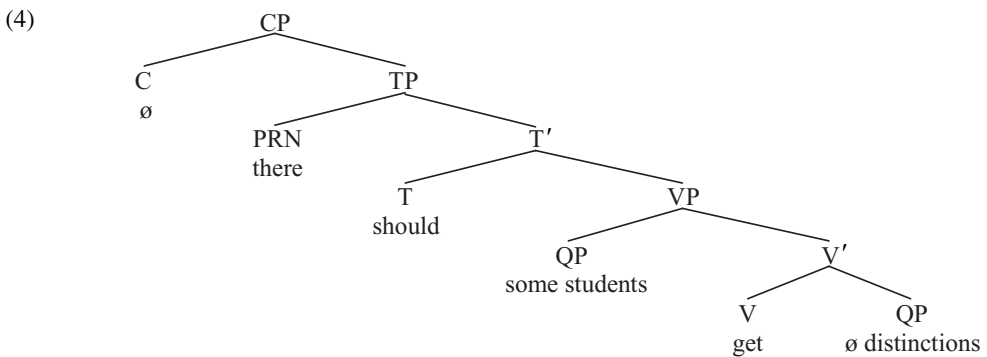 (4) CP
C TP
ø
PRN T′
there
T VP
should
QP V′
some students
V QP
get ø distinctions